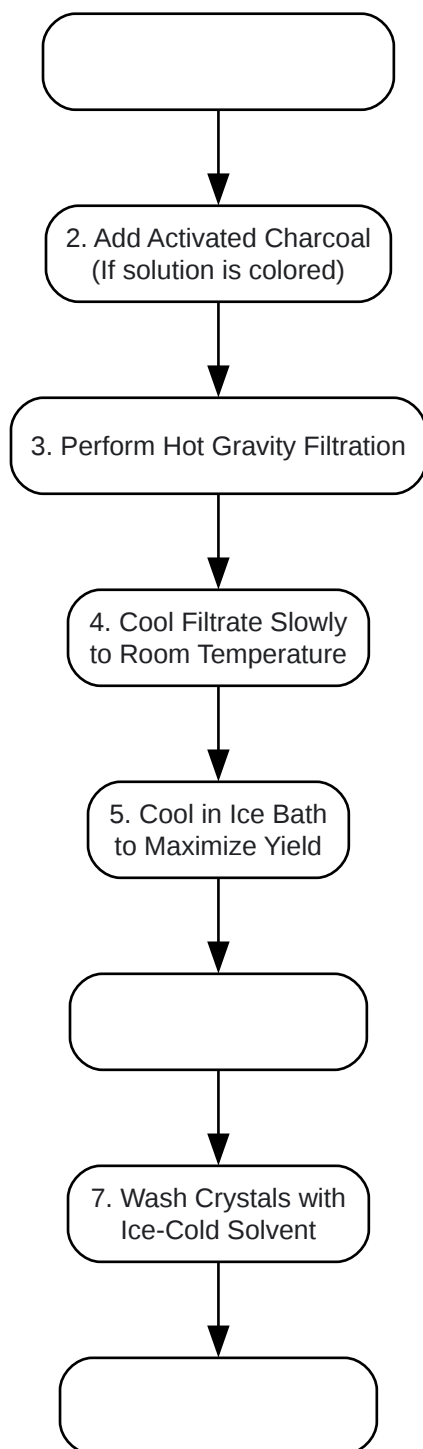 2. Add Activated Charcoal
(If solution is colored)
3. Perform Hot Gravity Filtration
4. Cool Filtrate Slowly
to Room Temperature
5. Cool in Ice Bath
to Maximize Yield
7. Wash Crystals with
Ice-Cold Solvent